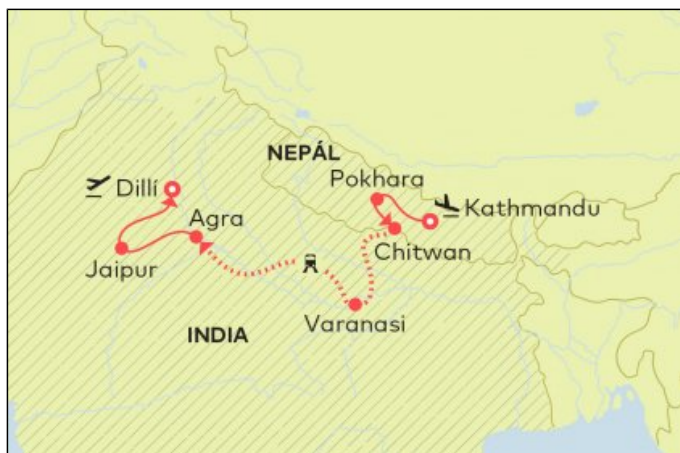 NEPÁL
Pokhara
Dillí
Kathmandu
Agra
Chitwan
Jaipur
Varanasi
INDIA